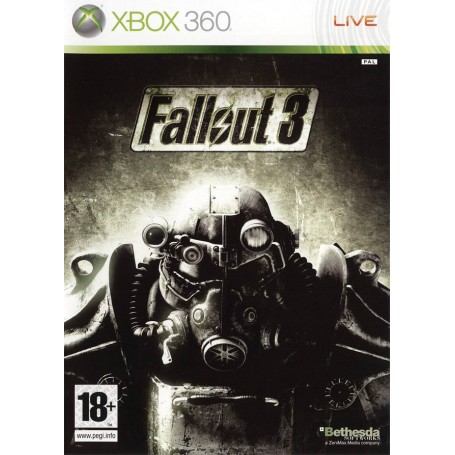 XBOX 360
LIVE
PAL
Fallout 3
18+
www.pegi.info
Bethesda
SOFTWORKS
a ZeniMax Media company